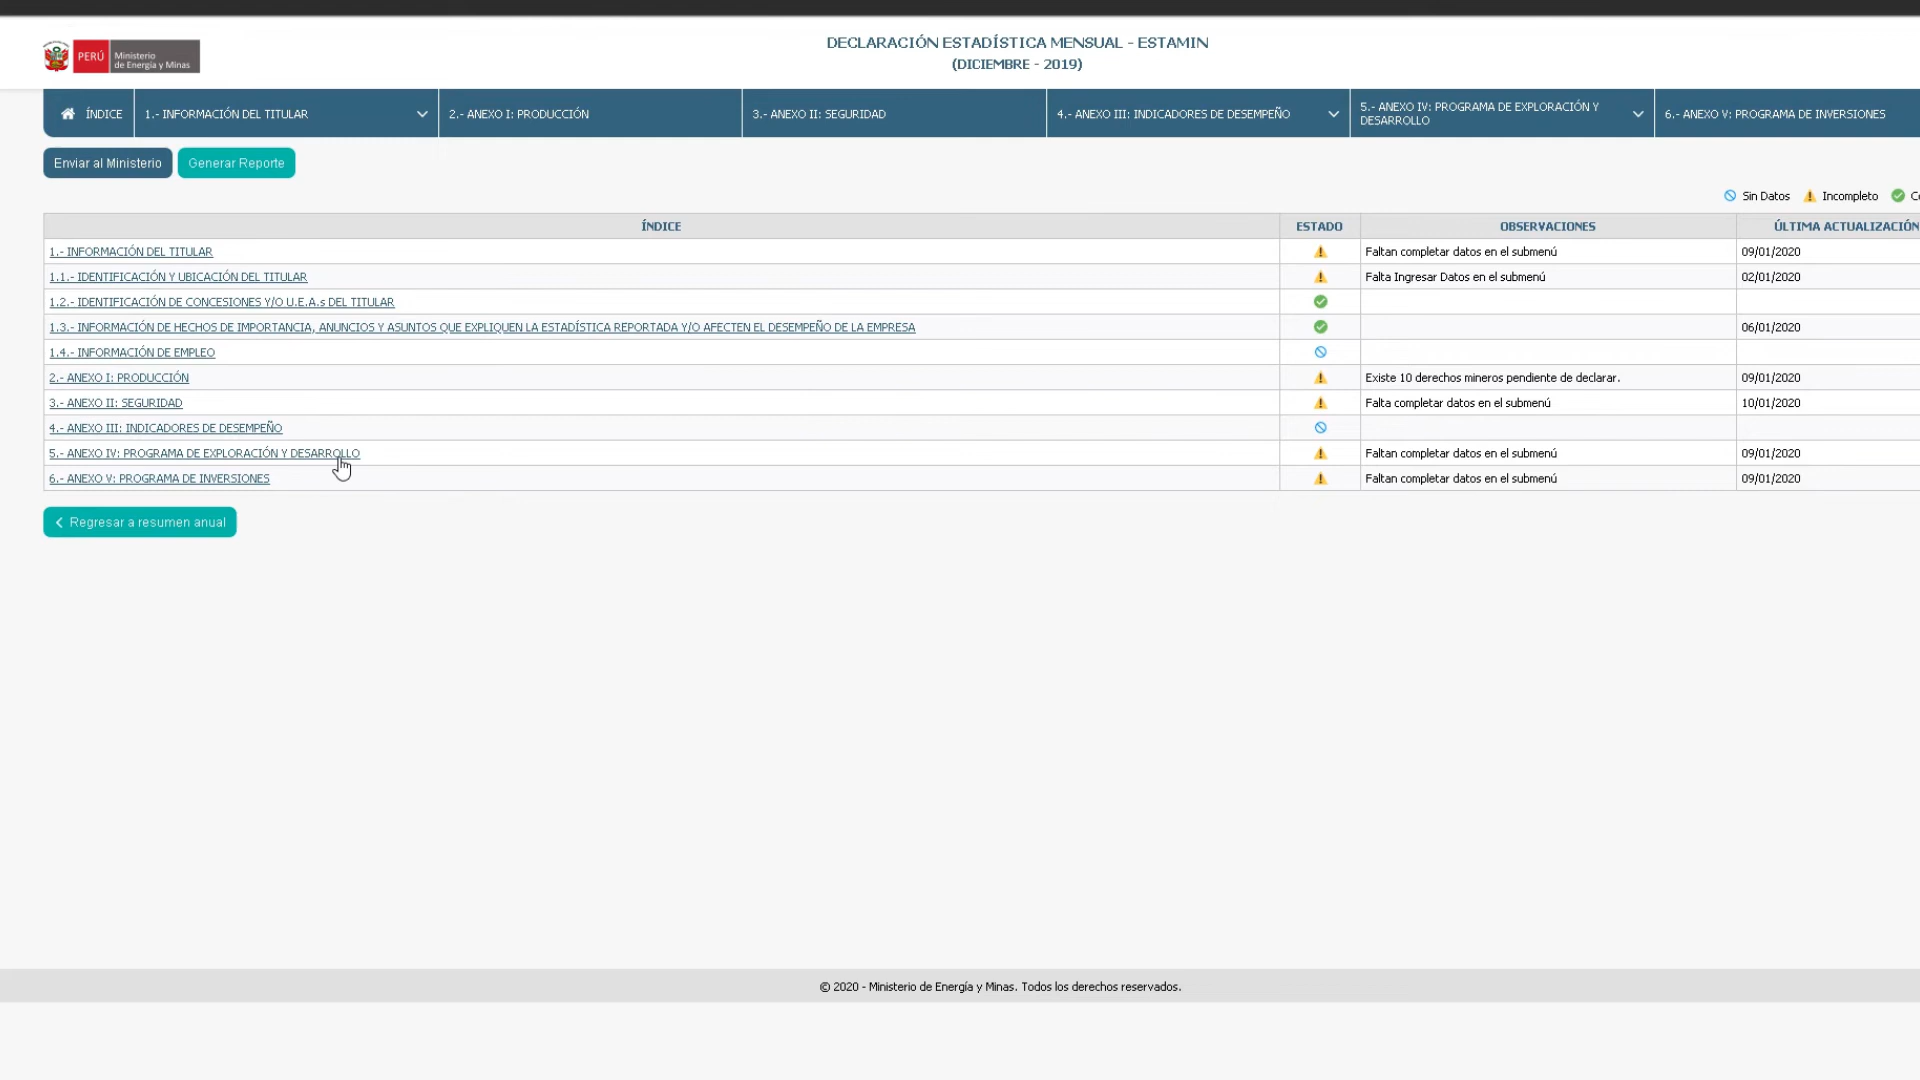 PERÚ
Ministerio
de Energía y Minas
DECLARACIÓN ESTADÍSTICA MENSUAL - ESTAMIN
(DICIEMBRE - 2019)
ÍNDICE
1.- INFORMACIÓN DEL TITULAR
2.- ANEXO I: PRODUCCIÓN
3.- ANEXO II: SEGURIDAD
4.- ANEXO III: INDICADORES DE DESEMPEÑO
5.- ANEXO IV: PROGRAMA DE EXPLORACIÓN Y
DESARROLLO
6.- ANEXO V: PROGRAMA DE INVERSIONES
Enviar al Ministerio
Generar Reporte
Sin Datos
Incompleto
ÍNDICE ESTADO OBSERVACIONES ÚLTIMA ACTUALIZACIÓN
1.- INFORMACIÓN DEL TITULAR Faltan completar datos en el submenú 09/01/2020
1.1.- IDENTIFICACIÓN Y UBICACIÓN DEL TITULAR Falta Ingresar Datos en el submenú 02/01/2020
1.2.- IDENTIFICACIÓN DE CONCESIONES Y/O U.E.A.s DEL TITULAR
1.3.- INFORMACIÓN DE HECHOS DE IMPORTANCIA, ANUNCIOS Y ASUNTOS QUE EXPLIQUEN LA ESTADÍSTICA REPORTADA Y/O AFECTEN EL DESEMPEÑO DE LA EMPRESA 06/01/2020
1.4.- INFORMACIÓN DE EMPLEO
2.- ANEXO I: PRODUCCIÓN Existe 10 derechos mineros pendiente de declarar. 09/01/2020
3.- ANEXO II: SEGURIDAD Falta completar datos en el submenú 10/01/2020
4.- ANEXO III: INDICADORES DE DESEMPEÑO
5.- ANEXO IV: PROGRAMA DE EXPLORACIÓN Y DESARROLLO Faltan completar datos en el submenú 09/01/2020
6.- ANEXO V: PROGRAMA DE INVERSIONES Faltan completar datos en el submenú 09/01/2020
Regresar a resumen anual
© 2020 - Ministerio de Energía y Minas. Todos los derechos reservados.